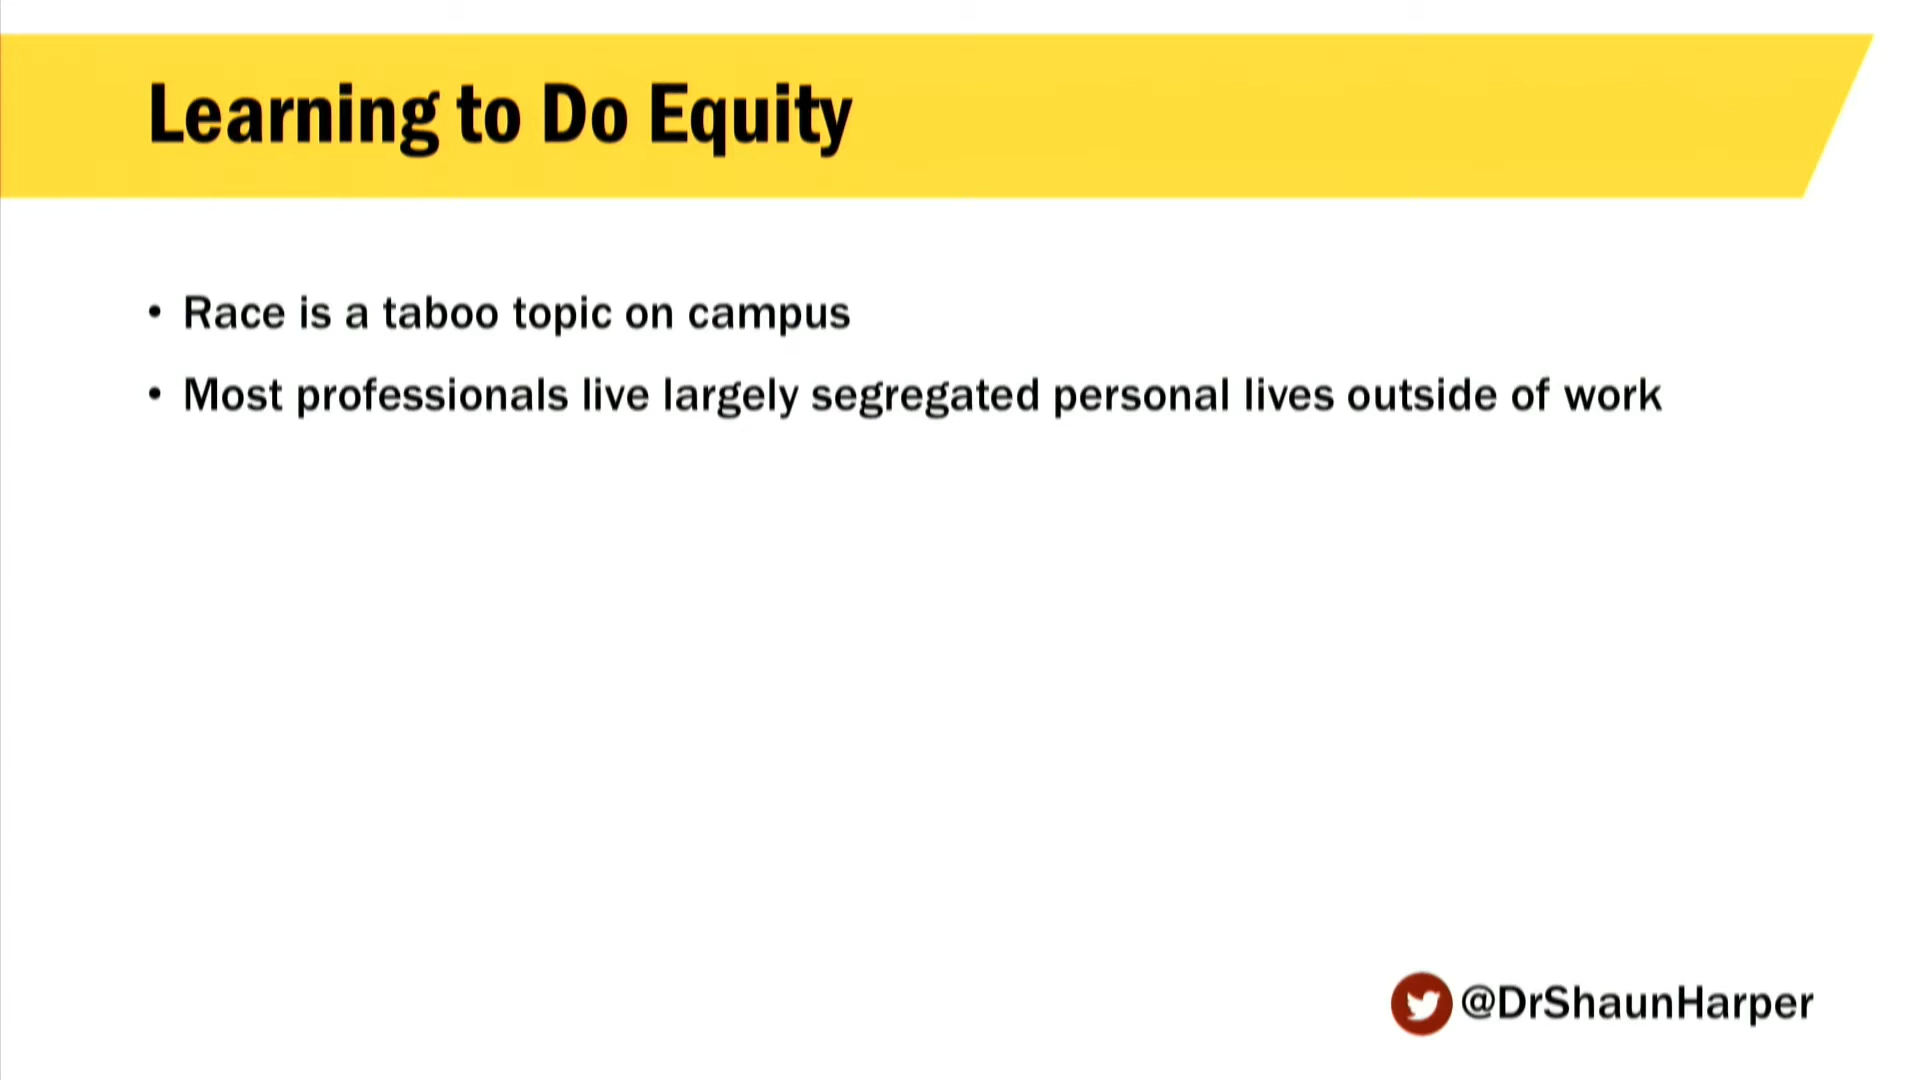 Learning to Do Equity
• Race is a taboo topic on campus
• Most professionals live largely segregated personal lives outside of work
@DrShaunHarper